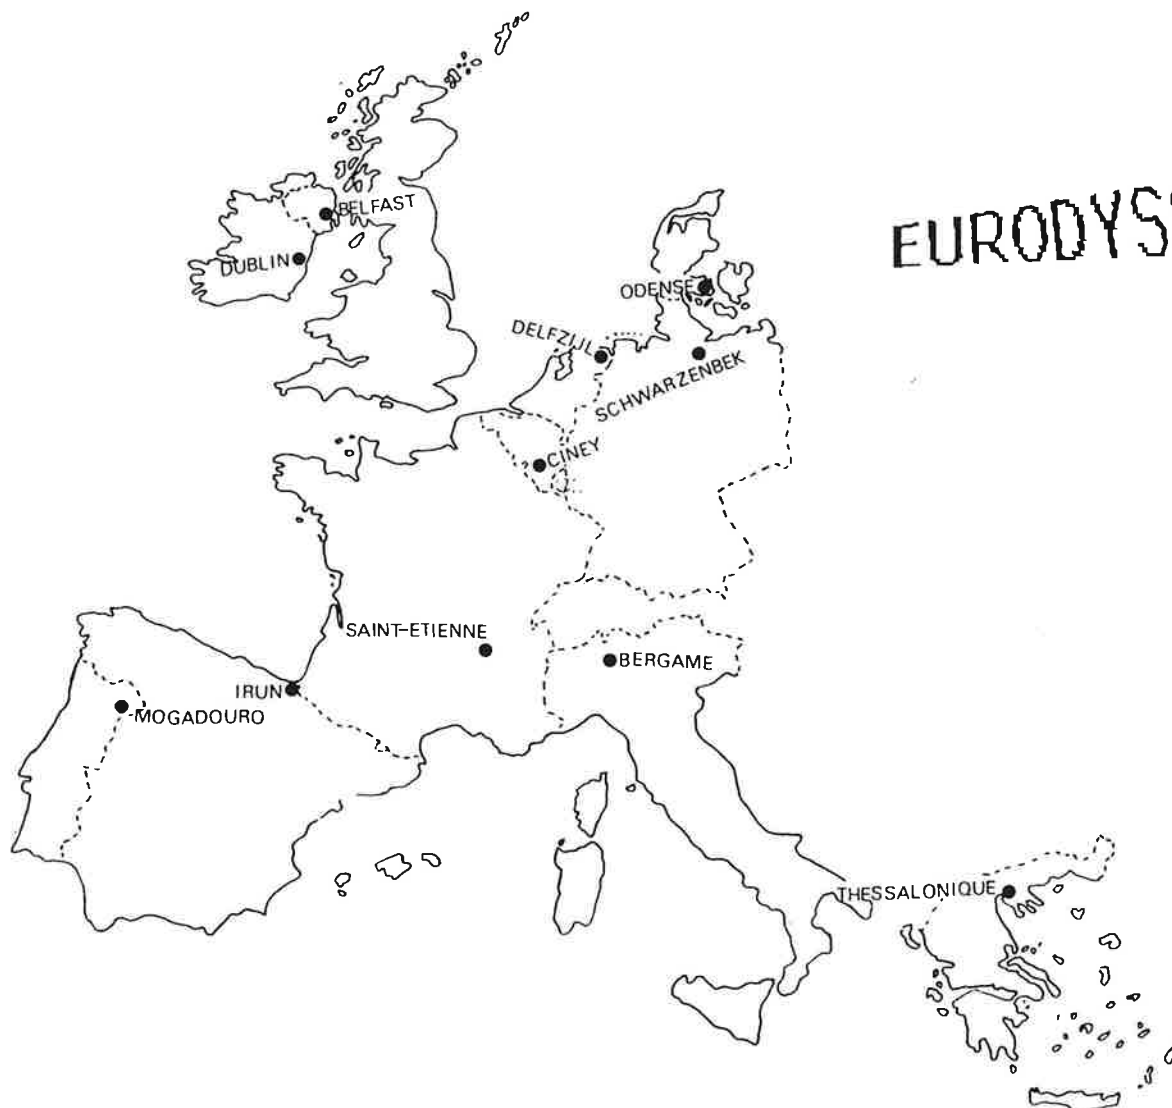 EURODYS
BELFAST
DUBLIN
ODENSE
DELFZIJL
SCHWARZENBEK
CINEY
SAINT-ETIENNE
BERGAME
IRUN
MOGADOURO
THESSALONIQUE